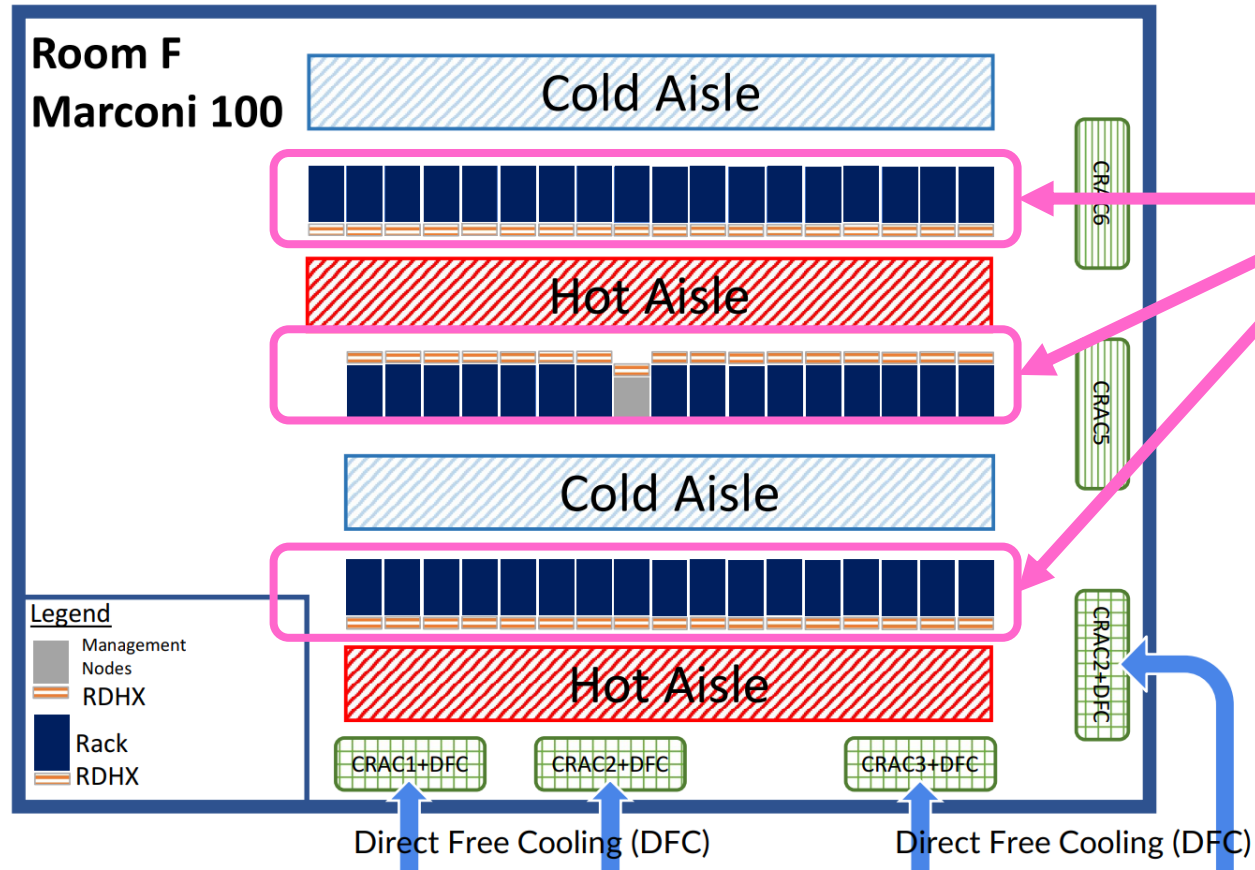 Room F
Marconi 100
Cold Aisle
CRAC6
Hot Aisle
CRAC5
Cold Aisle
Legend
Management
Nodes
RDHX
Rack
RDHX
CRAC2+DFC
Hot Aisle
CRAC1+DFC
CRAC2+DFC
CRAC3+DFC
Direct Free Cooling (DFC)
Direct Free Cooling (DFC)